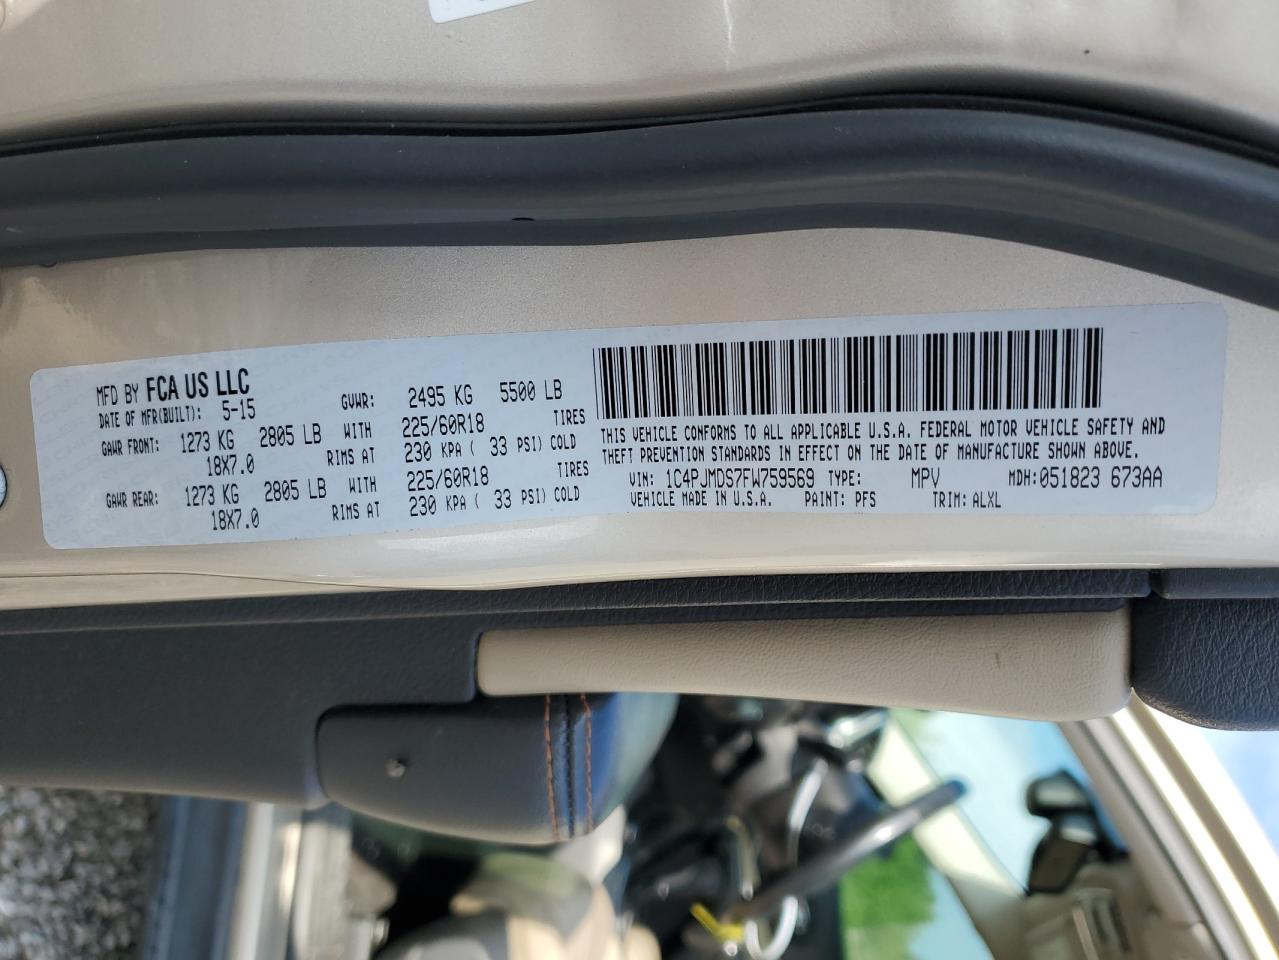 MFD BY FCA US LLC
DATE OF MFR(BUILT): 5-15 GVWR: 2495 KG 5500 LB
GAWR FRONT: 1273 KG 2805 LB WITH 225/60R18 TIRES
18X7.0 RIMS AT 230 KPA ( 33 PSI) COLD
GAWR REAR: 1273 KG 2805 LB WITH 225/60R18 TIRES
18X7.0 RIMS AT 230 KPA ( 33 PSI) COLD
THIS VEHICLE CONFORMS TO ALL APPLICABLE U.S.A. FEDERAL MOTOR VEHICLE SAFETY AND
THEFT PREVENTION STANDARDS IN EFFECT ON THE DATE OF MANUFACTURE SHOWN ABOVE.
VIN: 1C4PJMDS7FW759569 TYPE: MPV MDH:051823 673AA
VEHICLE MADE IN U.S.A. PAINT: PFS TRIM: ALXL